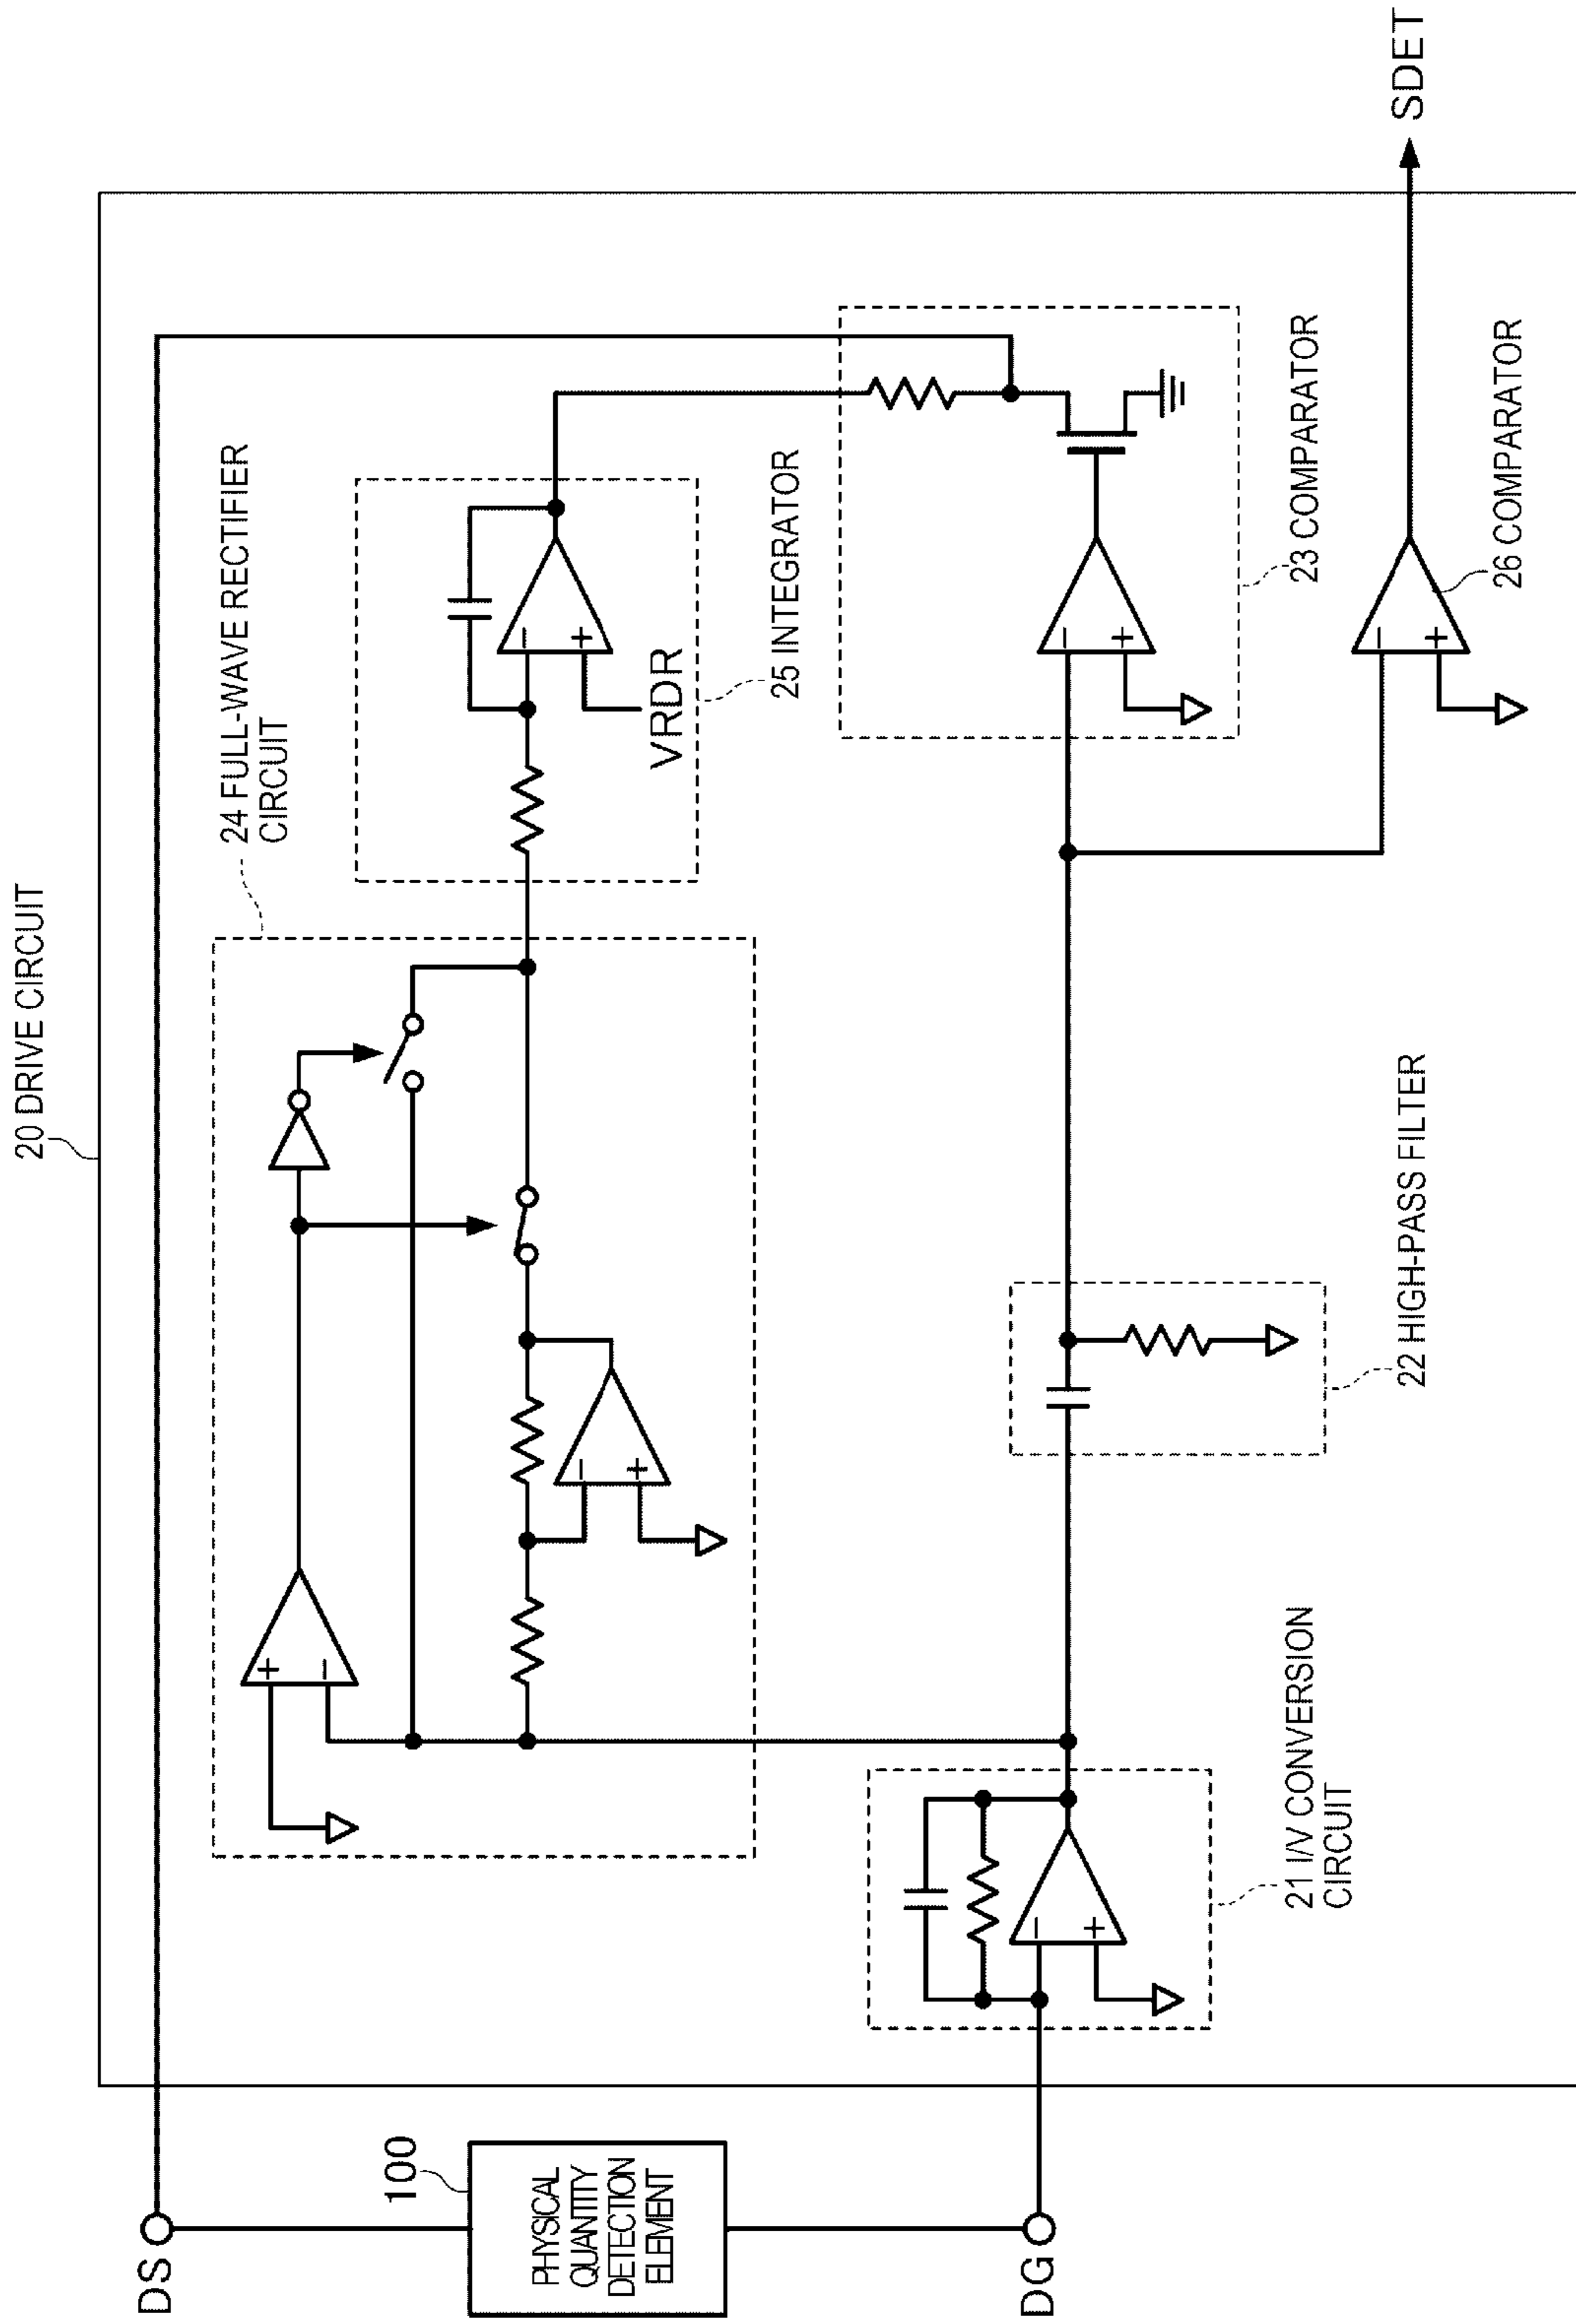 20 DRIVE CIRCUIT
24 FULL-WAVE RECTIFIER
CIRCUIT
+
−
−
+
−
+
VRDR
25 INTEGRATOR
DS
100
PHYSICAL
QUANTITY
DETECTION
ELEMENT
DG
−
+
21 I/V CONVERSION
CIRCUIT
22 HIGH-PASS FILTER
−
+
23 COMPARATOR
−
+
26 COMPARATOR
SDET